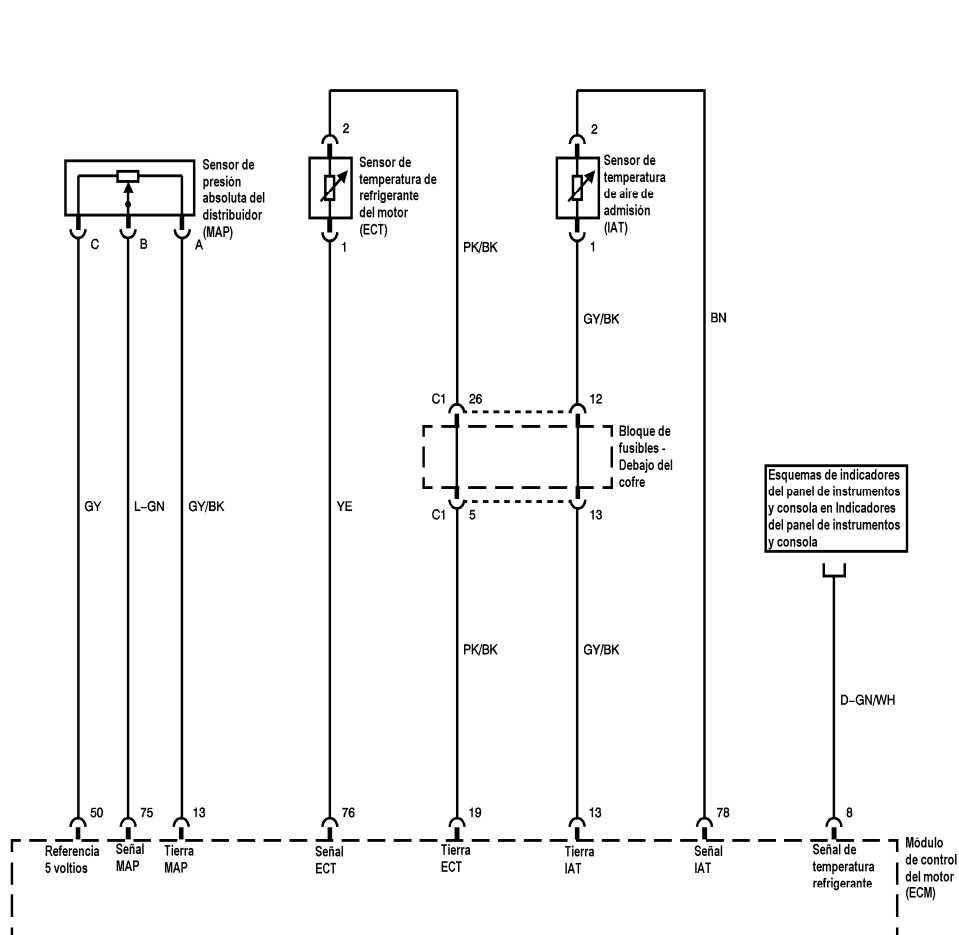 2
2
Sensor de
presión
absoluta del
distribuidor
(MAP)
Sensor de
temperatura de
refrigerante
del motor
(ECT)
Sensor de
temperatura
de aire de
admisión
(IAT)
C
B
A
1
1
PK/BK
GY/BK
BN
C1
26
12
Bloque de
fusibles -
Debajo del
cofre
C1
5
13
Esquemas de indicadores
del panel de instrumentos
y consola en Indicadores
del panel de instrumentos
y consola
GY
L-GN
GY/BK
YE
PK/BK
GY/BK
D-GN/WH
50
75
13
76
19
13
78
8
Referencia
5 voltios
Señal
MAP
Tierra
MAP
Señal
ECT
Tierra
ECT
Tierra
IAT
Señal
IAT
Señal de
temperatura
refrigerante
Módulo
de control
del motor
(ECM)